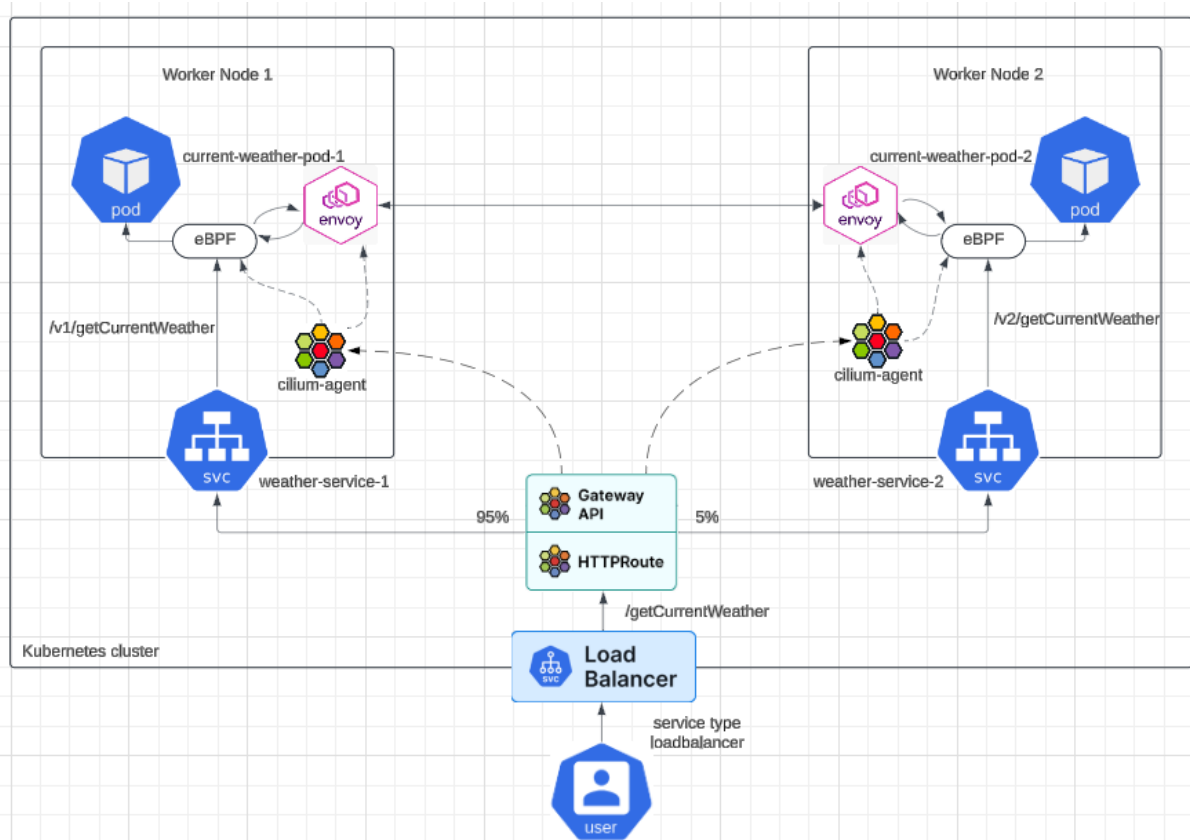 Worker Node 1
Worker Node 2
current-weather-pod-1
current-weather-pod-2
pod
envoy
envoy
pod
eBPF
eBPF
/v1/getCurrentWeather
/v2/getCurrentWeather
cilium-agent
cilium-agent
svc
svc
weather-service-1
weather-service-2
95%
Gateway
API
5%
HTTPRoute
/getCurrentWeather
Kubernetes cluster
svc
Load
Balancer
service type
loadbalancer
user